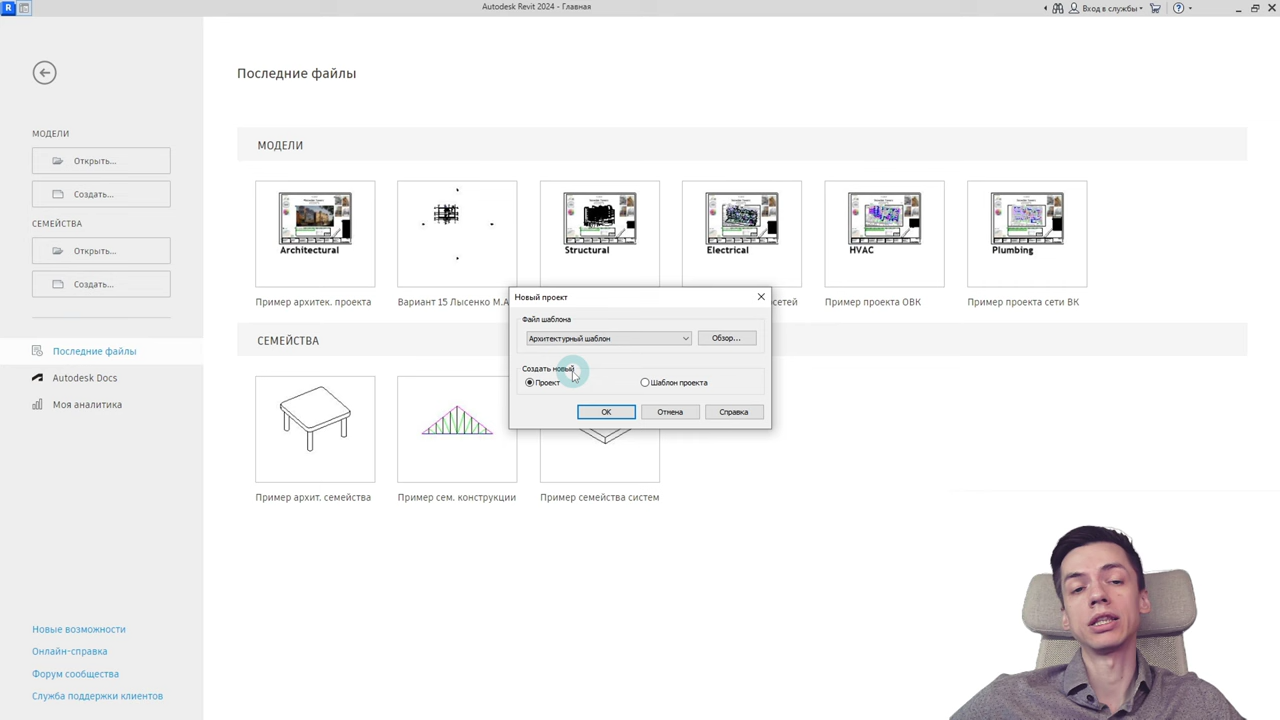 R
Autodesk Revit 2024 - Главная
Вход в службы
?
Последние файлы
МОДЕЛИ
Открыть...
Создать...
СЕМЕЙСТВА
Открыть...
Создать...
Последние файлы
Autodesk Docs
Моя аналитика
Новые возможности
Онлайн-справка
Форум сообщества
Служба поддержки клиентов
МОДЕЛИ
Architectural
Structural
Electrical
HVAC
Plumbing
Пример архитек. проекта
Вариант 15 Лысенко М.А
сетей
Пример проекта ОВК
Пример проекта сети ВК
СЕМЕЙСТВА
Пример архит. семейства
Пример сем. конструкции
Пример семейства систем
Новый проект
Файл шаблона
Архитектурный шаблон
Обзор...
Создать новый
Проект
Шаблон проекта
ОК
Отмена
Справка